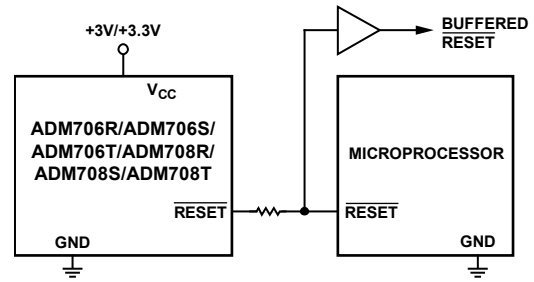 +3V/+3.3V
BUFFERED
RESET
VCC
ADM706R/ADM706S/
ADM706T/ADM708R/
ADM708S/ADM708T
MICROPROCESSOR
RESET
RESET
GND
GND